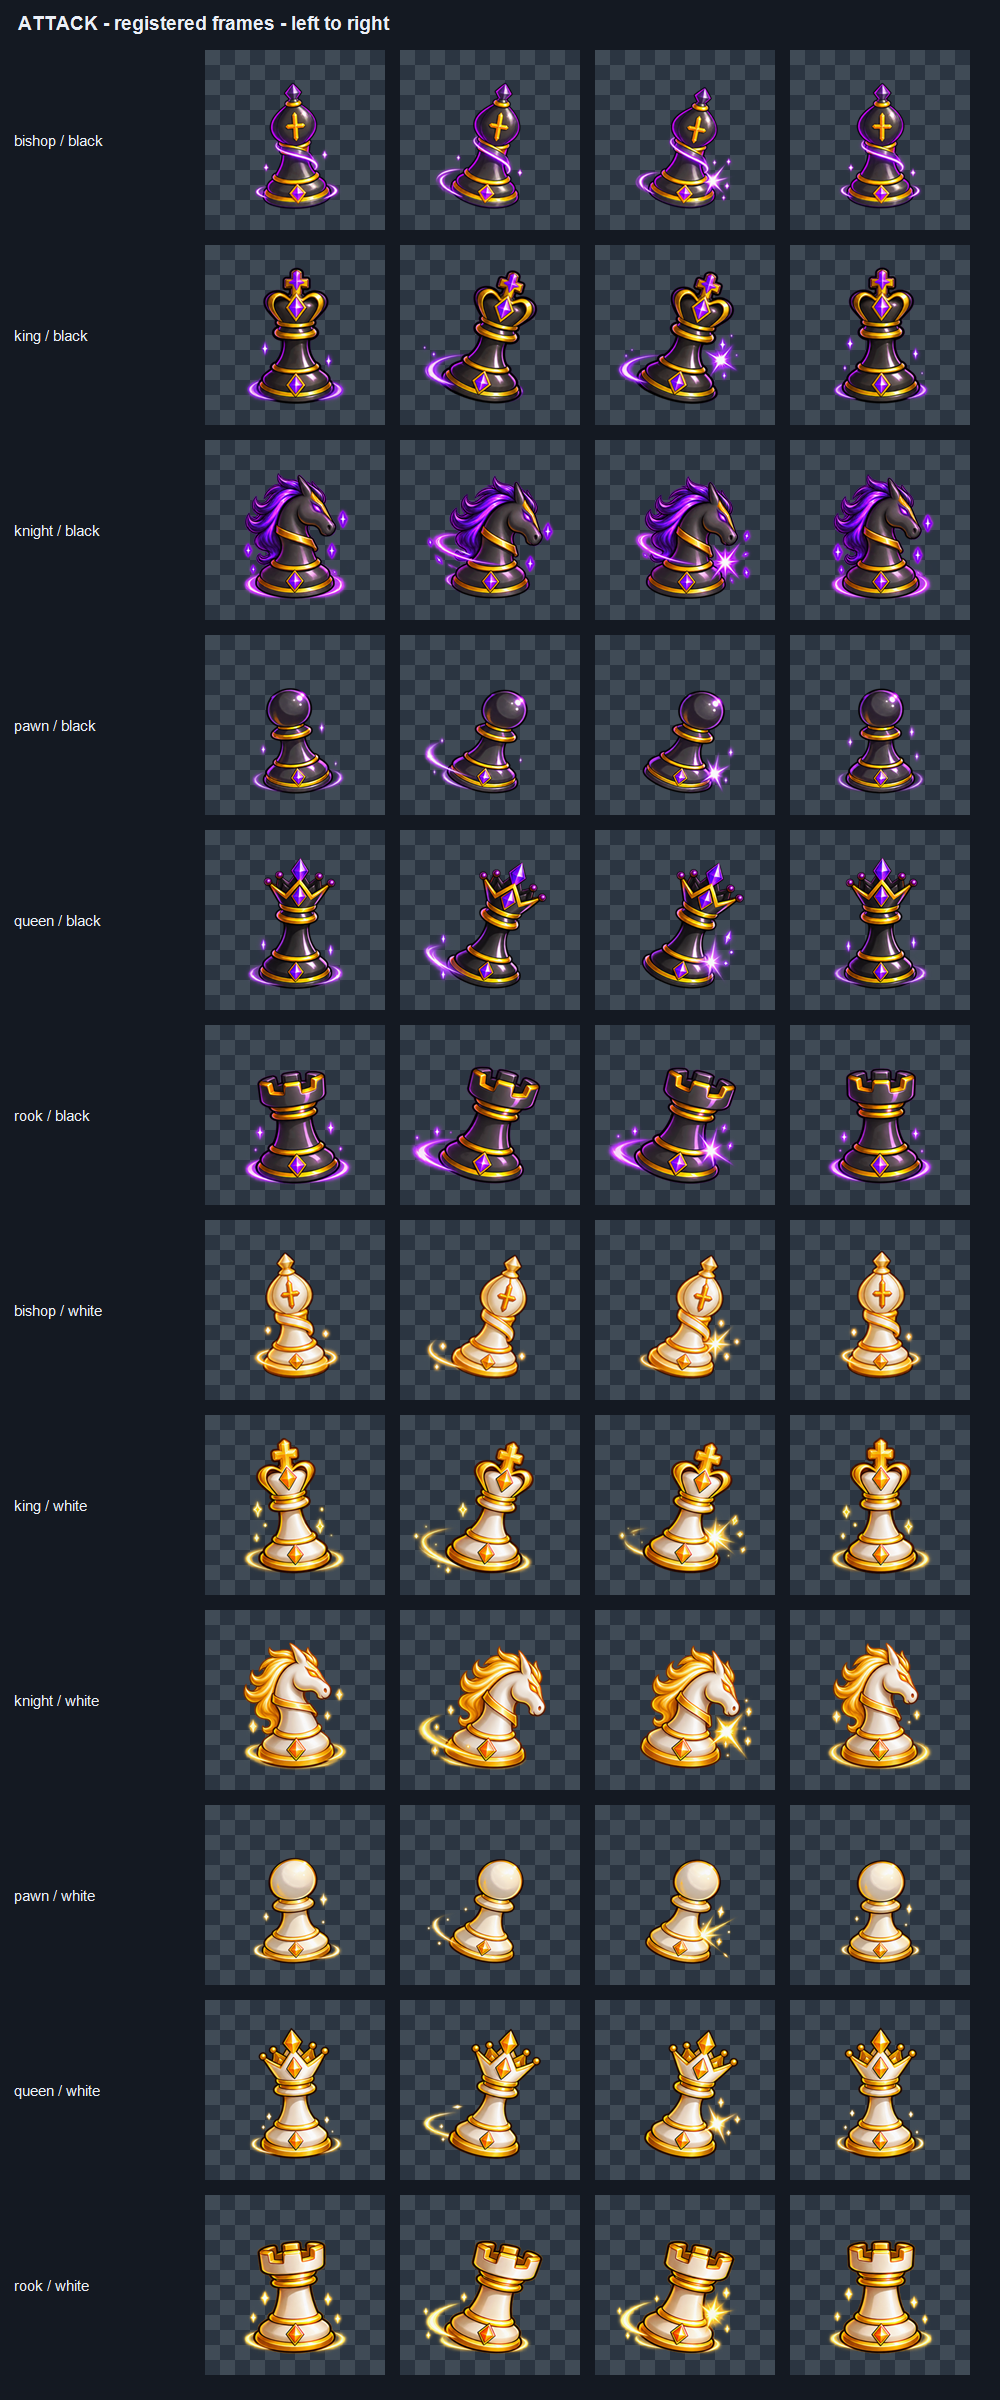 ATTACK - registered frames - left to right
bishop / black
king / black
knight / black
pawn / black
queen / black
rook / black
bishop / white
king / white
knight / white
pawn / white
queen / white
rook / white